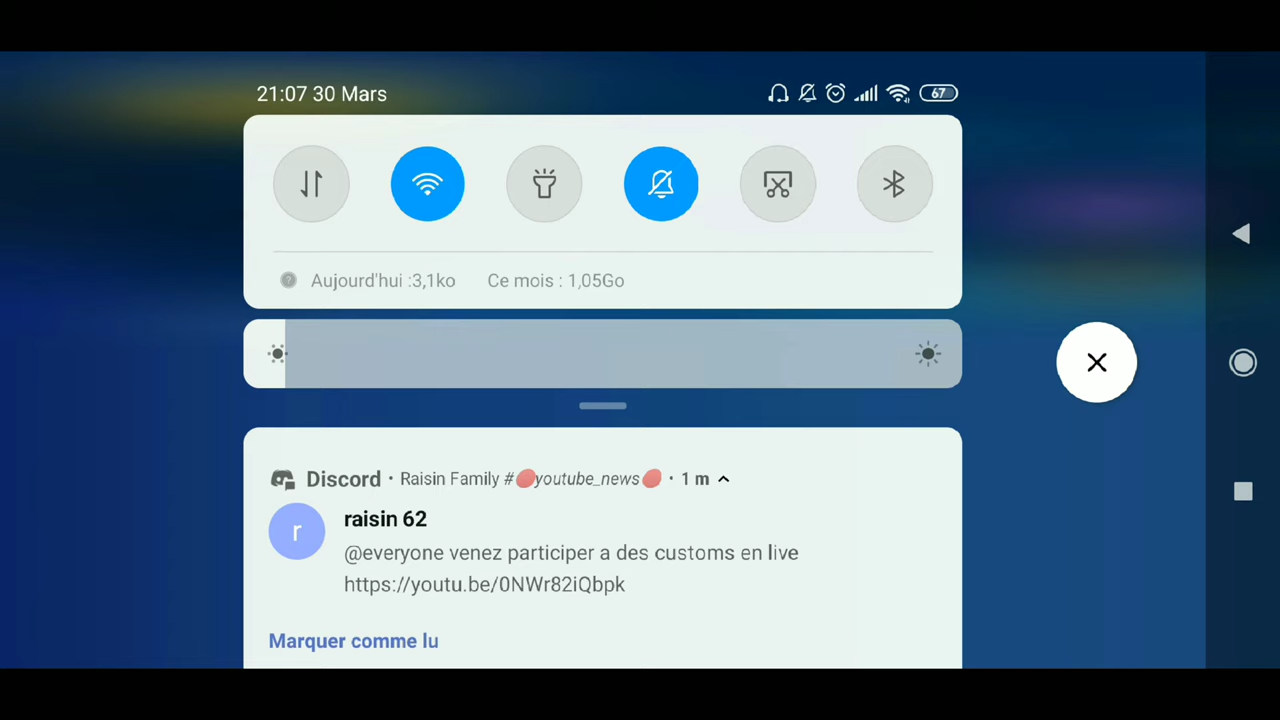 21:07 30 Mars
67
Aujourd'hui :3,1ko Ce mois : 1,05Go
Discord · Raisin Family #youtube_news · 1 m
r
raisin 62
@everyone venez participer a des customs en live
https://youtu.be/0NWr82iQbpk
Marquer comme lu